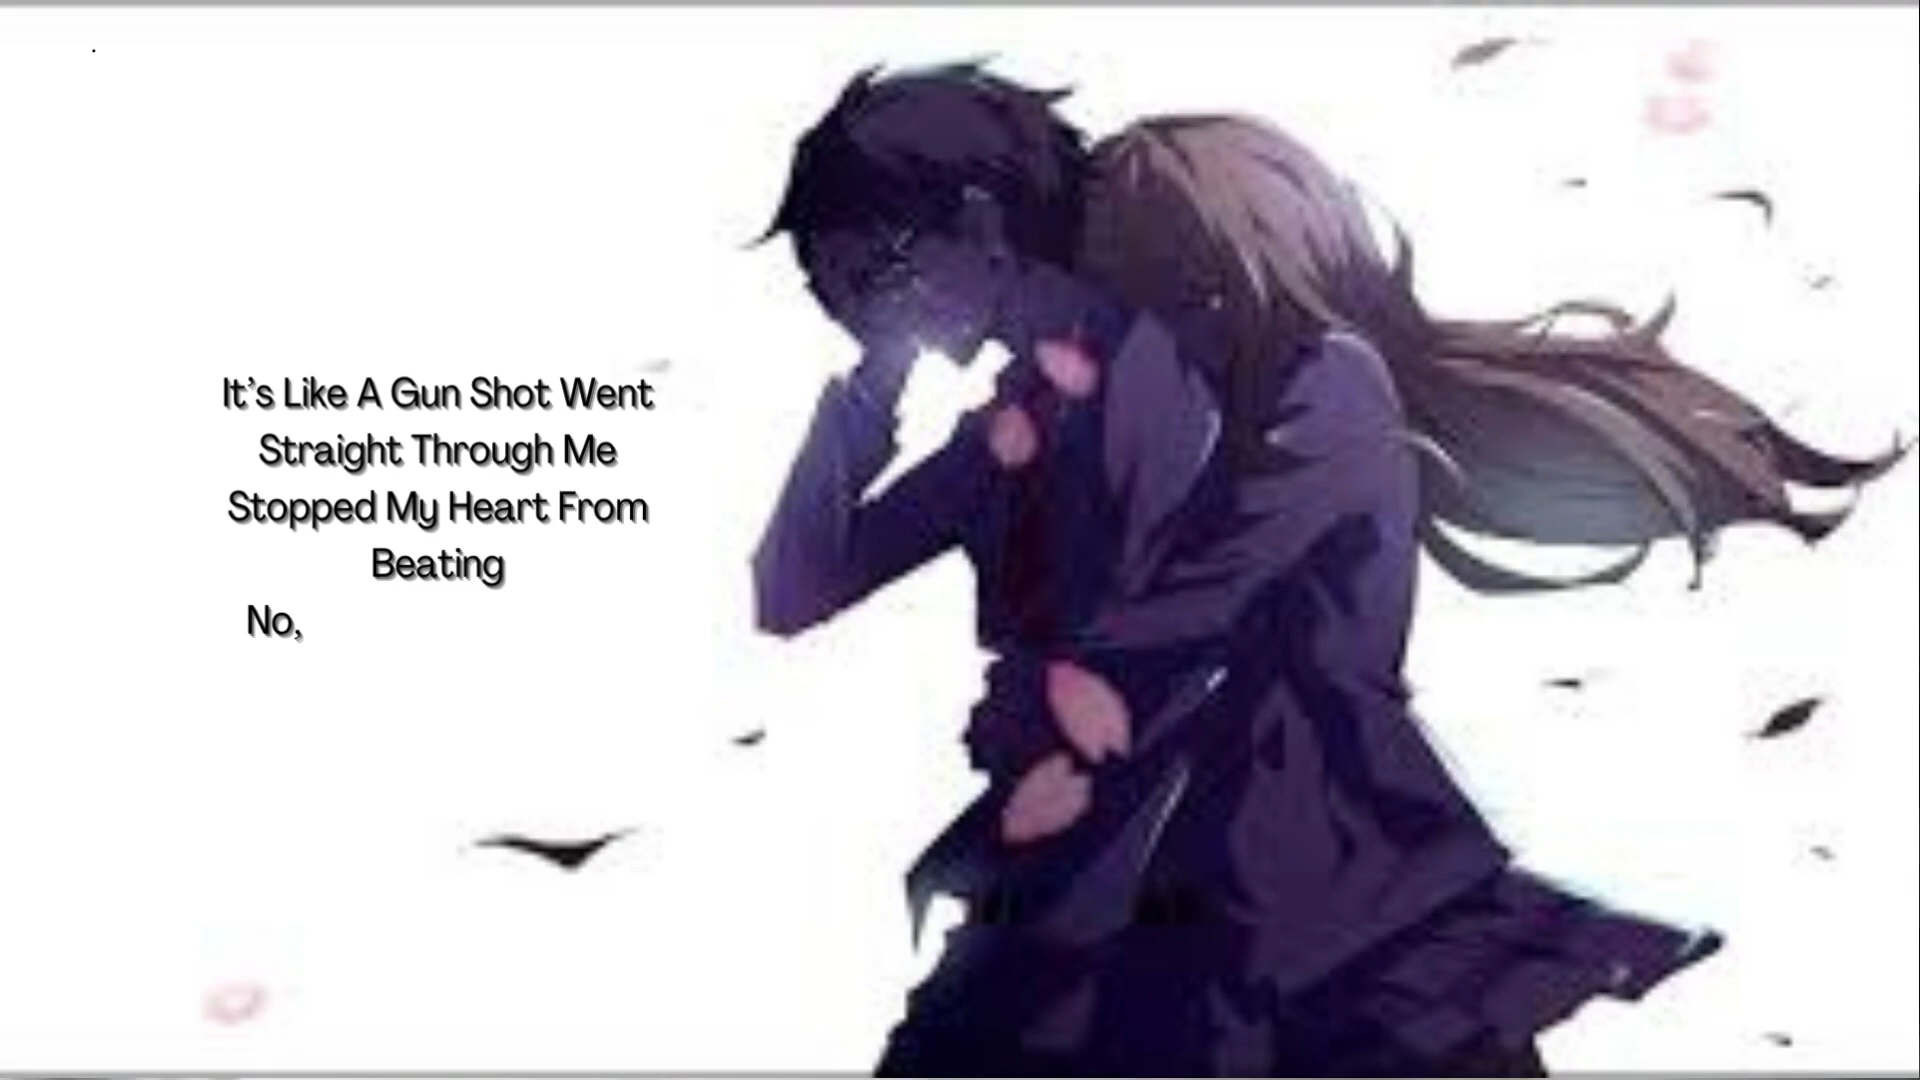 It's Like A Gun Shot Went
Straight Through Me
Stopped My Heart From
Beating
No,